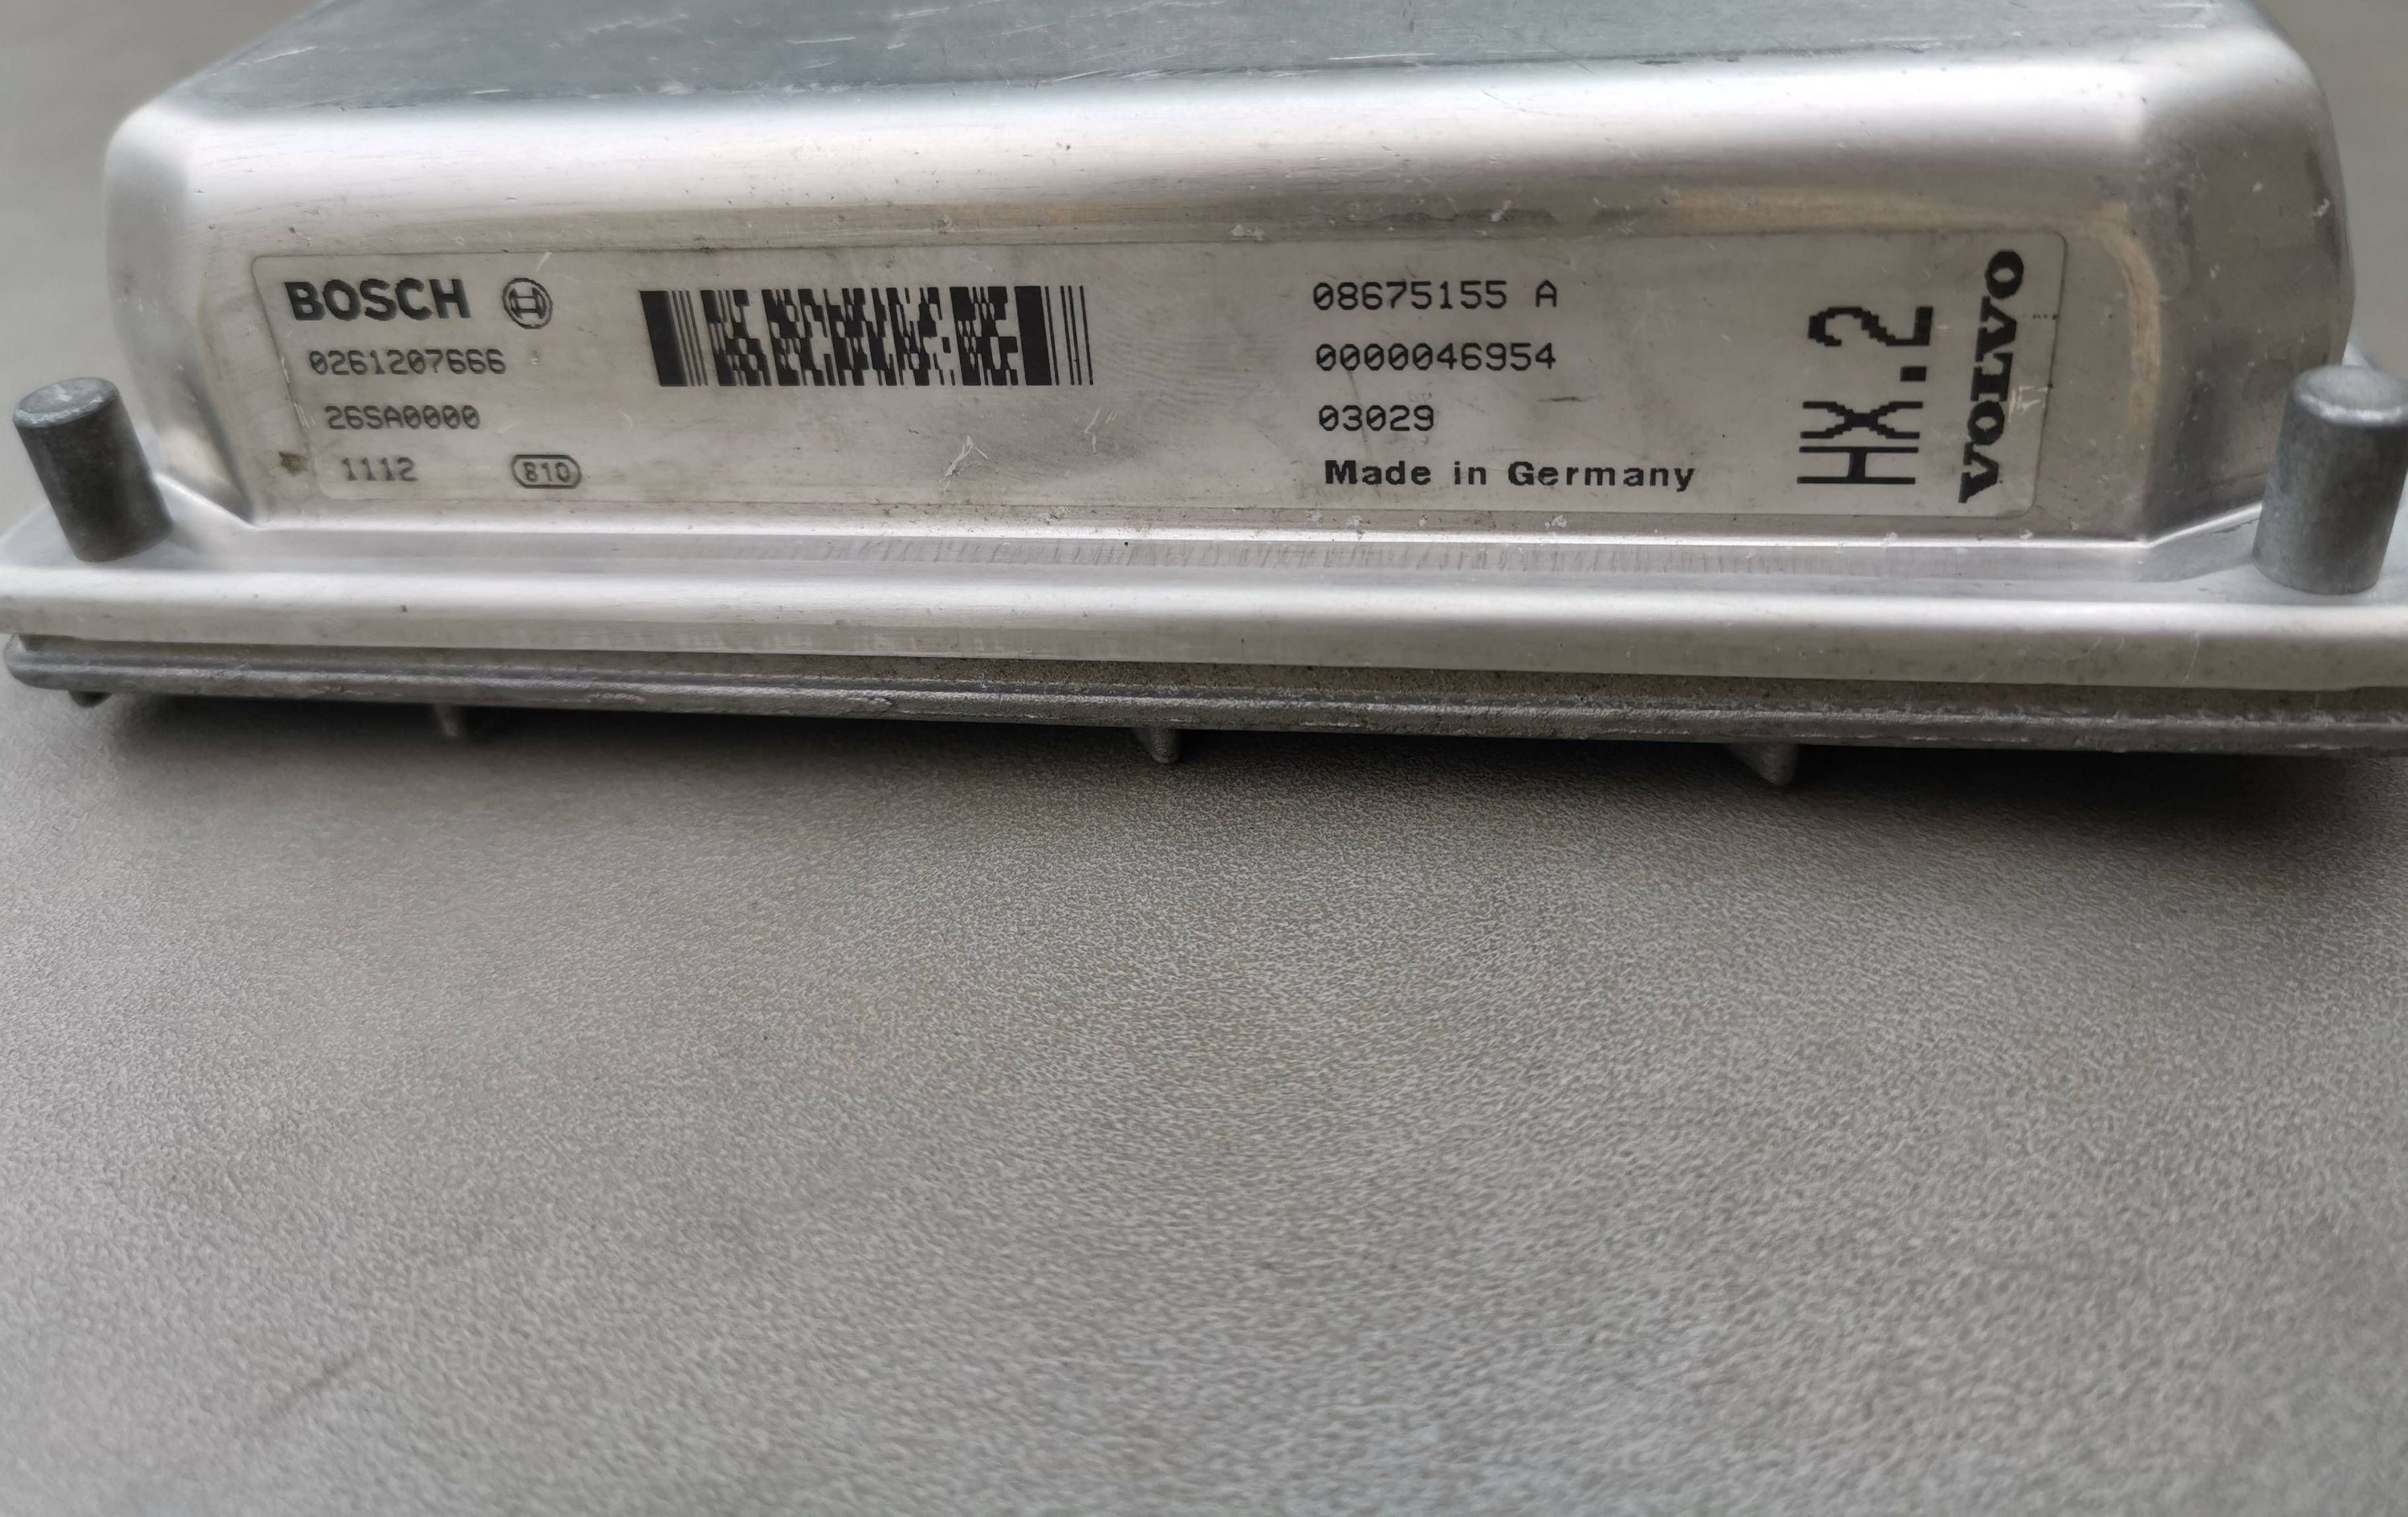 BOSCH
0261207666
26SA0000
1112 810
08675155 A
0000046954
03029
Made in Germany
HX.2
VOLVO